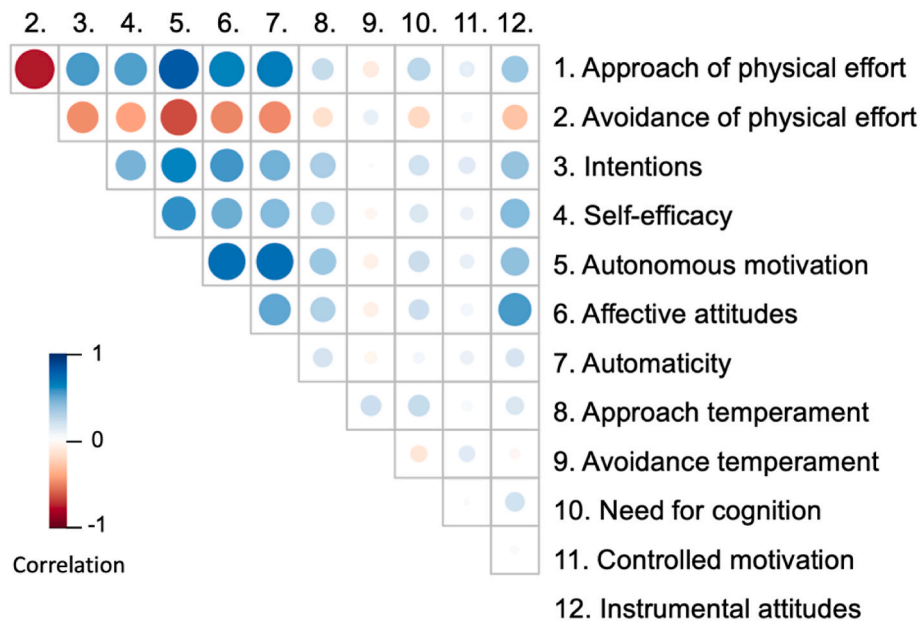 2. 3. 4. 5. 6. 7. 8. 9. 10. 11. 12.
1. Approach of physical effort
2. Avoidance of physical effort
3. Intentions
4. Self-efficacy
5. Autonomous motivation
6. Affective attitudes
7. Automaticity
8. Approach temperament
9. Avoidance temperament
10. Need for cognition
11. Controlled motivation
12. Instrumental attitudes
1
0
-1
Correlation